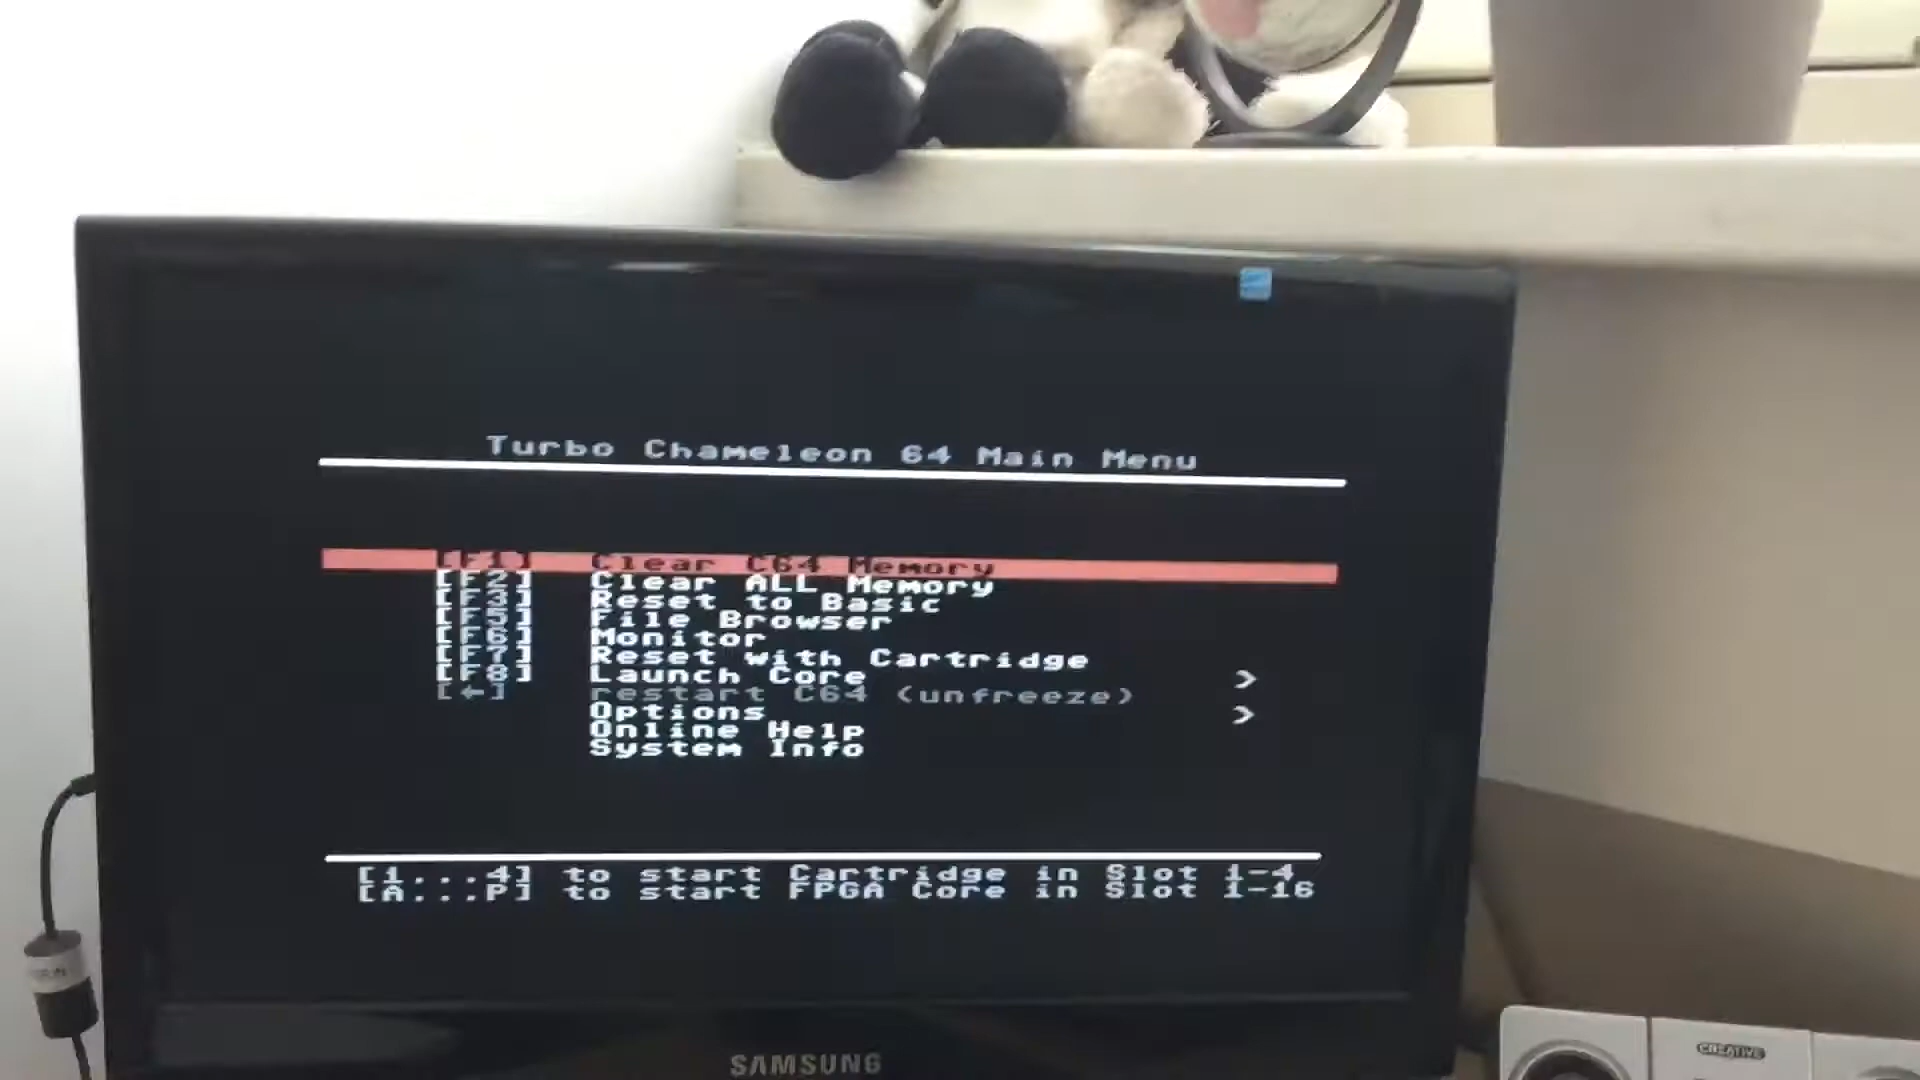 Turbo Chameleon 64 Main Menu
[F1] Clear C64 Memory
[F2] Clear ALL Memory
[F3] Reset to Basic
[F5] File Browser
[F6] Monitor
[F7] Reset with Cartridge
[F8] Launch Core >
[←] restart C64 (unfreeze)
Options >
Online Help
System Info
[1...4] to start Cartridge in Slot 1-4
[A...P] to start FPGA Core in Slot 1-16
SAMSUNG
CREATIVE